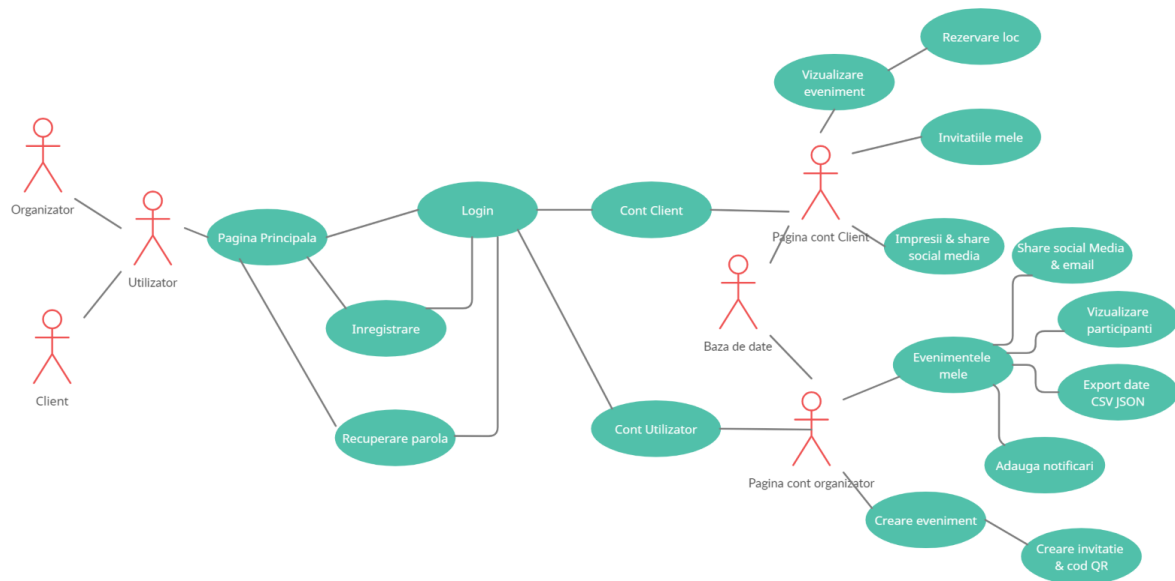 Rezervare loc
Vizualizare
eveniment
Invitatiile mele
Organizator
Utilizator
Client
Pagina Principala
Login
Cont Client
Pagina cont Client
Impresii & share
social media
Share social Media
& email
Inregistrare
Baza de date
Vizualizare
participanti
Evenimentele
mele
Export date
CSV JSON
Recuperare parola
Cont Utilizator
Adauga notificari
Pagina cont organizator
Creare eveniment
Creare invitatie
& cod QR